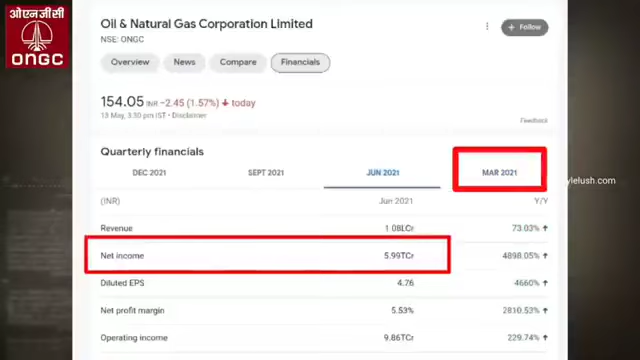 ओएनजीसी
ONGC
Oil & Natural Gas Corporation Limited
NSE: ONGC
+ Follow
Overview News Compare Financials
154.05 INR −2.45 (1.57%) ↓ today
13 May, 3:30 pm IST • Disclaimer
Feedback
Quarterly financials
DEC 2021 SEPT 2021 JUN 2021 MAR 2021
(INR) Jun 2021 Y/Y
Revenue 1.08LCr 73.03% ↑
Net income 5.99TCr 4898.05% ↑
Diluted EPS 4.76 4660% ↑
Net profit margin 5.53% 2810.53% ↑
Operating income 9.86TCr 229.74% ↑